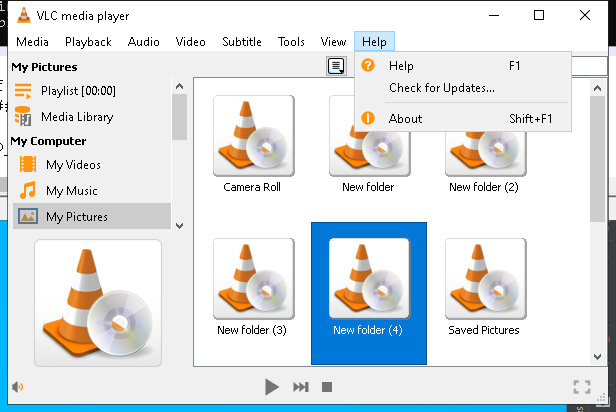 VLC media player
Media Playback Audio Video Subtitle Tools View Help
My Pictures
Playlist [00:00]
Media Library
My Computer
My Videos
My Music
My Pictures
Help F1
Check for Updates...
About Shift+F1
Camera Roll
New folder
New folder (2)
New folder (3)
New folder (4)
Saved Pictures